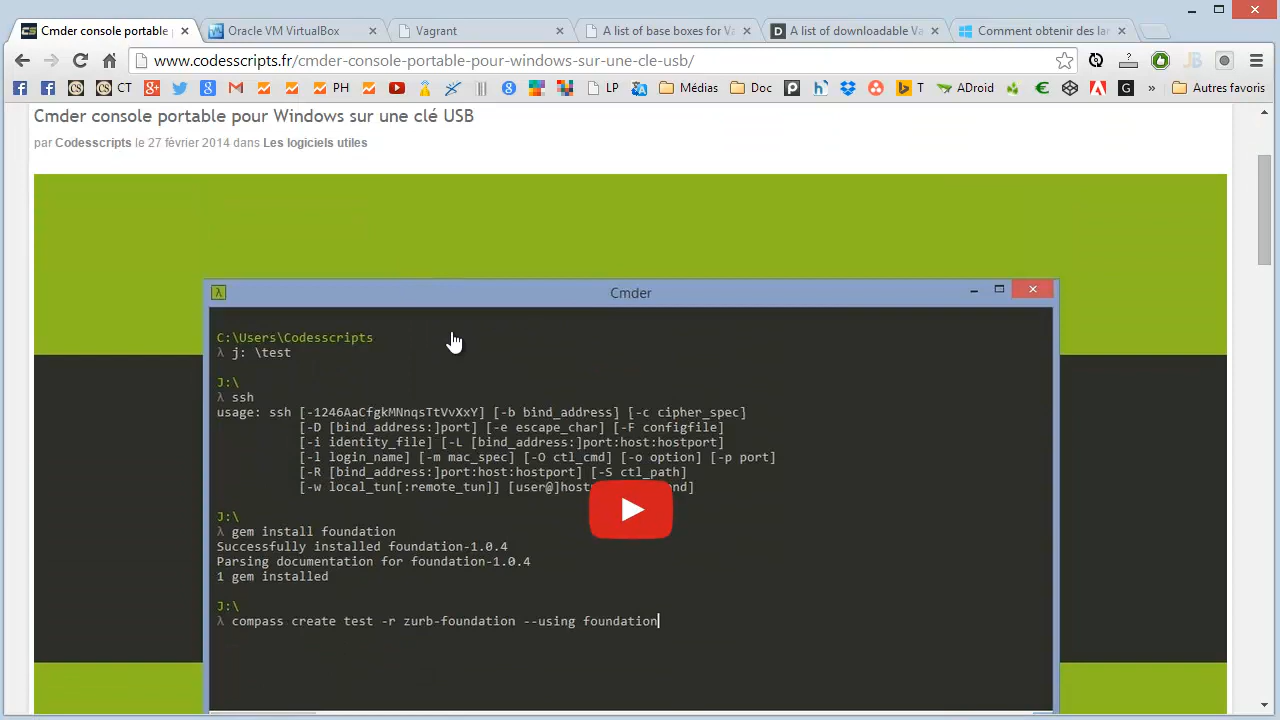 Cmder console portable
Oracle VM VirtualBox
Vagrant
A list of base boxes for Va
A list of downloadable Va
Comment obtenir des lan
www.codesscripts.fr/cmder-console-portable-pour-windows-sur-une-cle-usb/
CT
PH
LP
Médias
Doc
T
ADroid
G
»
Autres favoris
Cmder console portable pour Windows sur une clé USB
par Codesscripts le 27 février 2014 dans Les logiciels utiles
λ
Cmder
C:\Users\Codesscripts
λ j: \test
J:\
λ ssh
usage: ssh [-1246AaCfgkMNnqsTtVvXxY] [-b bind_address] [-c cipher_spec]
[-D [bind_address:]port] [-e escape_char] [-F configfile]
[-i identity_file] [-L [bind_address:]port:host:hostport]
[-l login_name] [-m mac_spec] [-O ctl_cmd] [-o option] [-p port]
[-R [bind_address:]port:host:hostport] [-S ctl_path]
[-w local_tun[:remote_tun]] [user@]host
J:\
λ gem install foundation
Successfully installed foundation-1.0.4
Parsing documentation for foundation-1.0.4
1 gem installed
J:\
λ compass create test -r zurb-foundation --using foundation